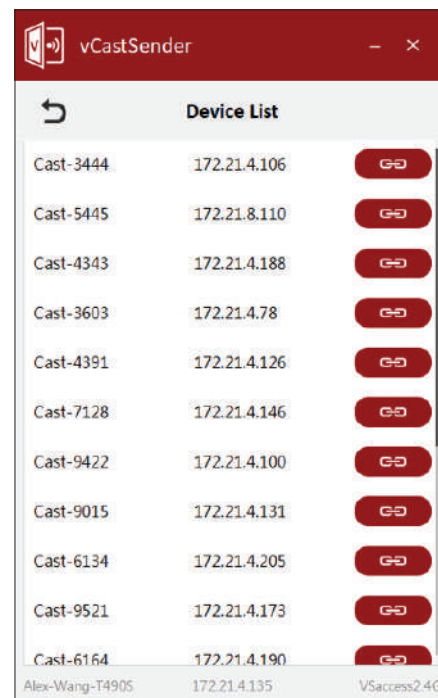 vCastSender
Device List
Cast-3444 172.21.4.106
Cast-5445 172.21.8.110
Cast-4343 172.21.4.188
Cast-3603 172.21.4.78
Cast-4391 172.21.4.126
Cast-7128 172.21.4.146
Cast-9422 172.21.4.100
Cast-9015 172.21.4.131
Cast-6134 172.21.4.205
Cast-9521 172.21.4.173
Cast-6164 172.21.4.190
Alex-Wang-T490S 172.21.4.135 VSaccess2.4G